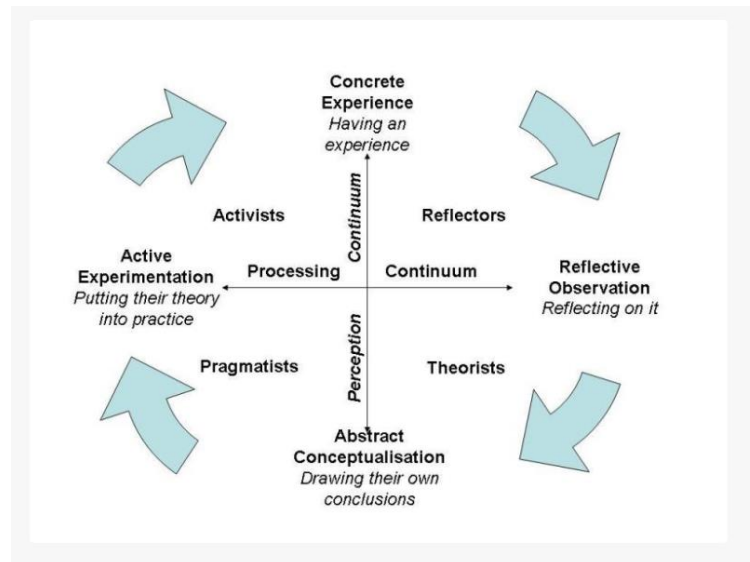 Concrete
Experience
Having an
experience
Continuum
Activists
Reflectors
Active
Experimentation
Putting their theory
into practice
Processing
Continuum
Reflective
Observation
Reflecting on it
Perception
Pragmatists
Theorists
Abstract
Conceptualisation
Drawing their own
conclusions